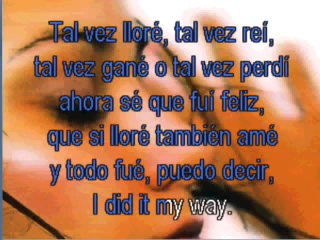 Tal vez lloré, tal vez reí,
tal vez gané o tal vez perdí
ahora sé que fuí feliz,
que si lloré también amé
y todo fué, puedo decir,
I did it my way.